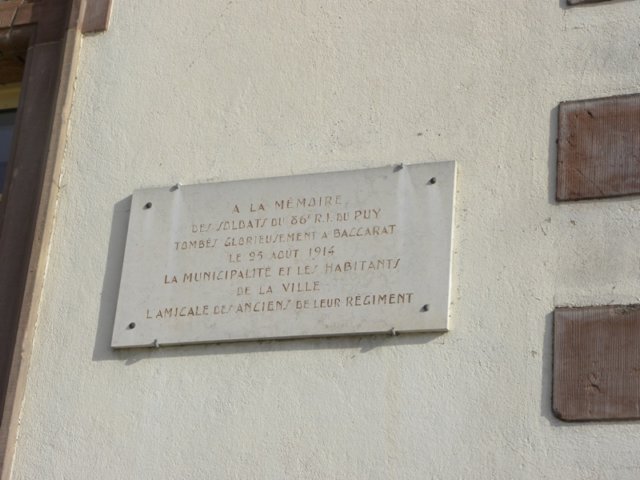 A LA MÉMOIRE
DES SOLDATS DU 86E R.I. DU PUY
TOMBÉS GLORIEUSEMENT A BACCARAT
LE 25 AOUT 1914
LA MUNICIPALITÉ ET LES HABITANTS
DE LA VILLE
L'AMICALE DES ANCIENS DE LEUR RÉGIMENT